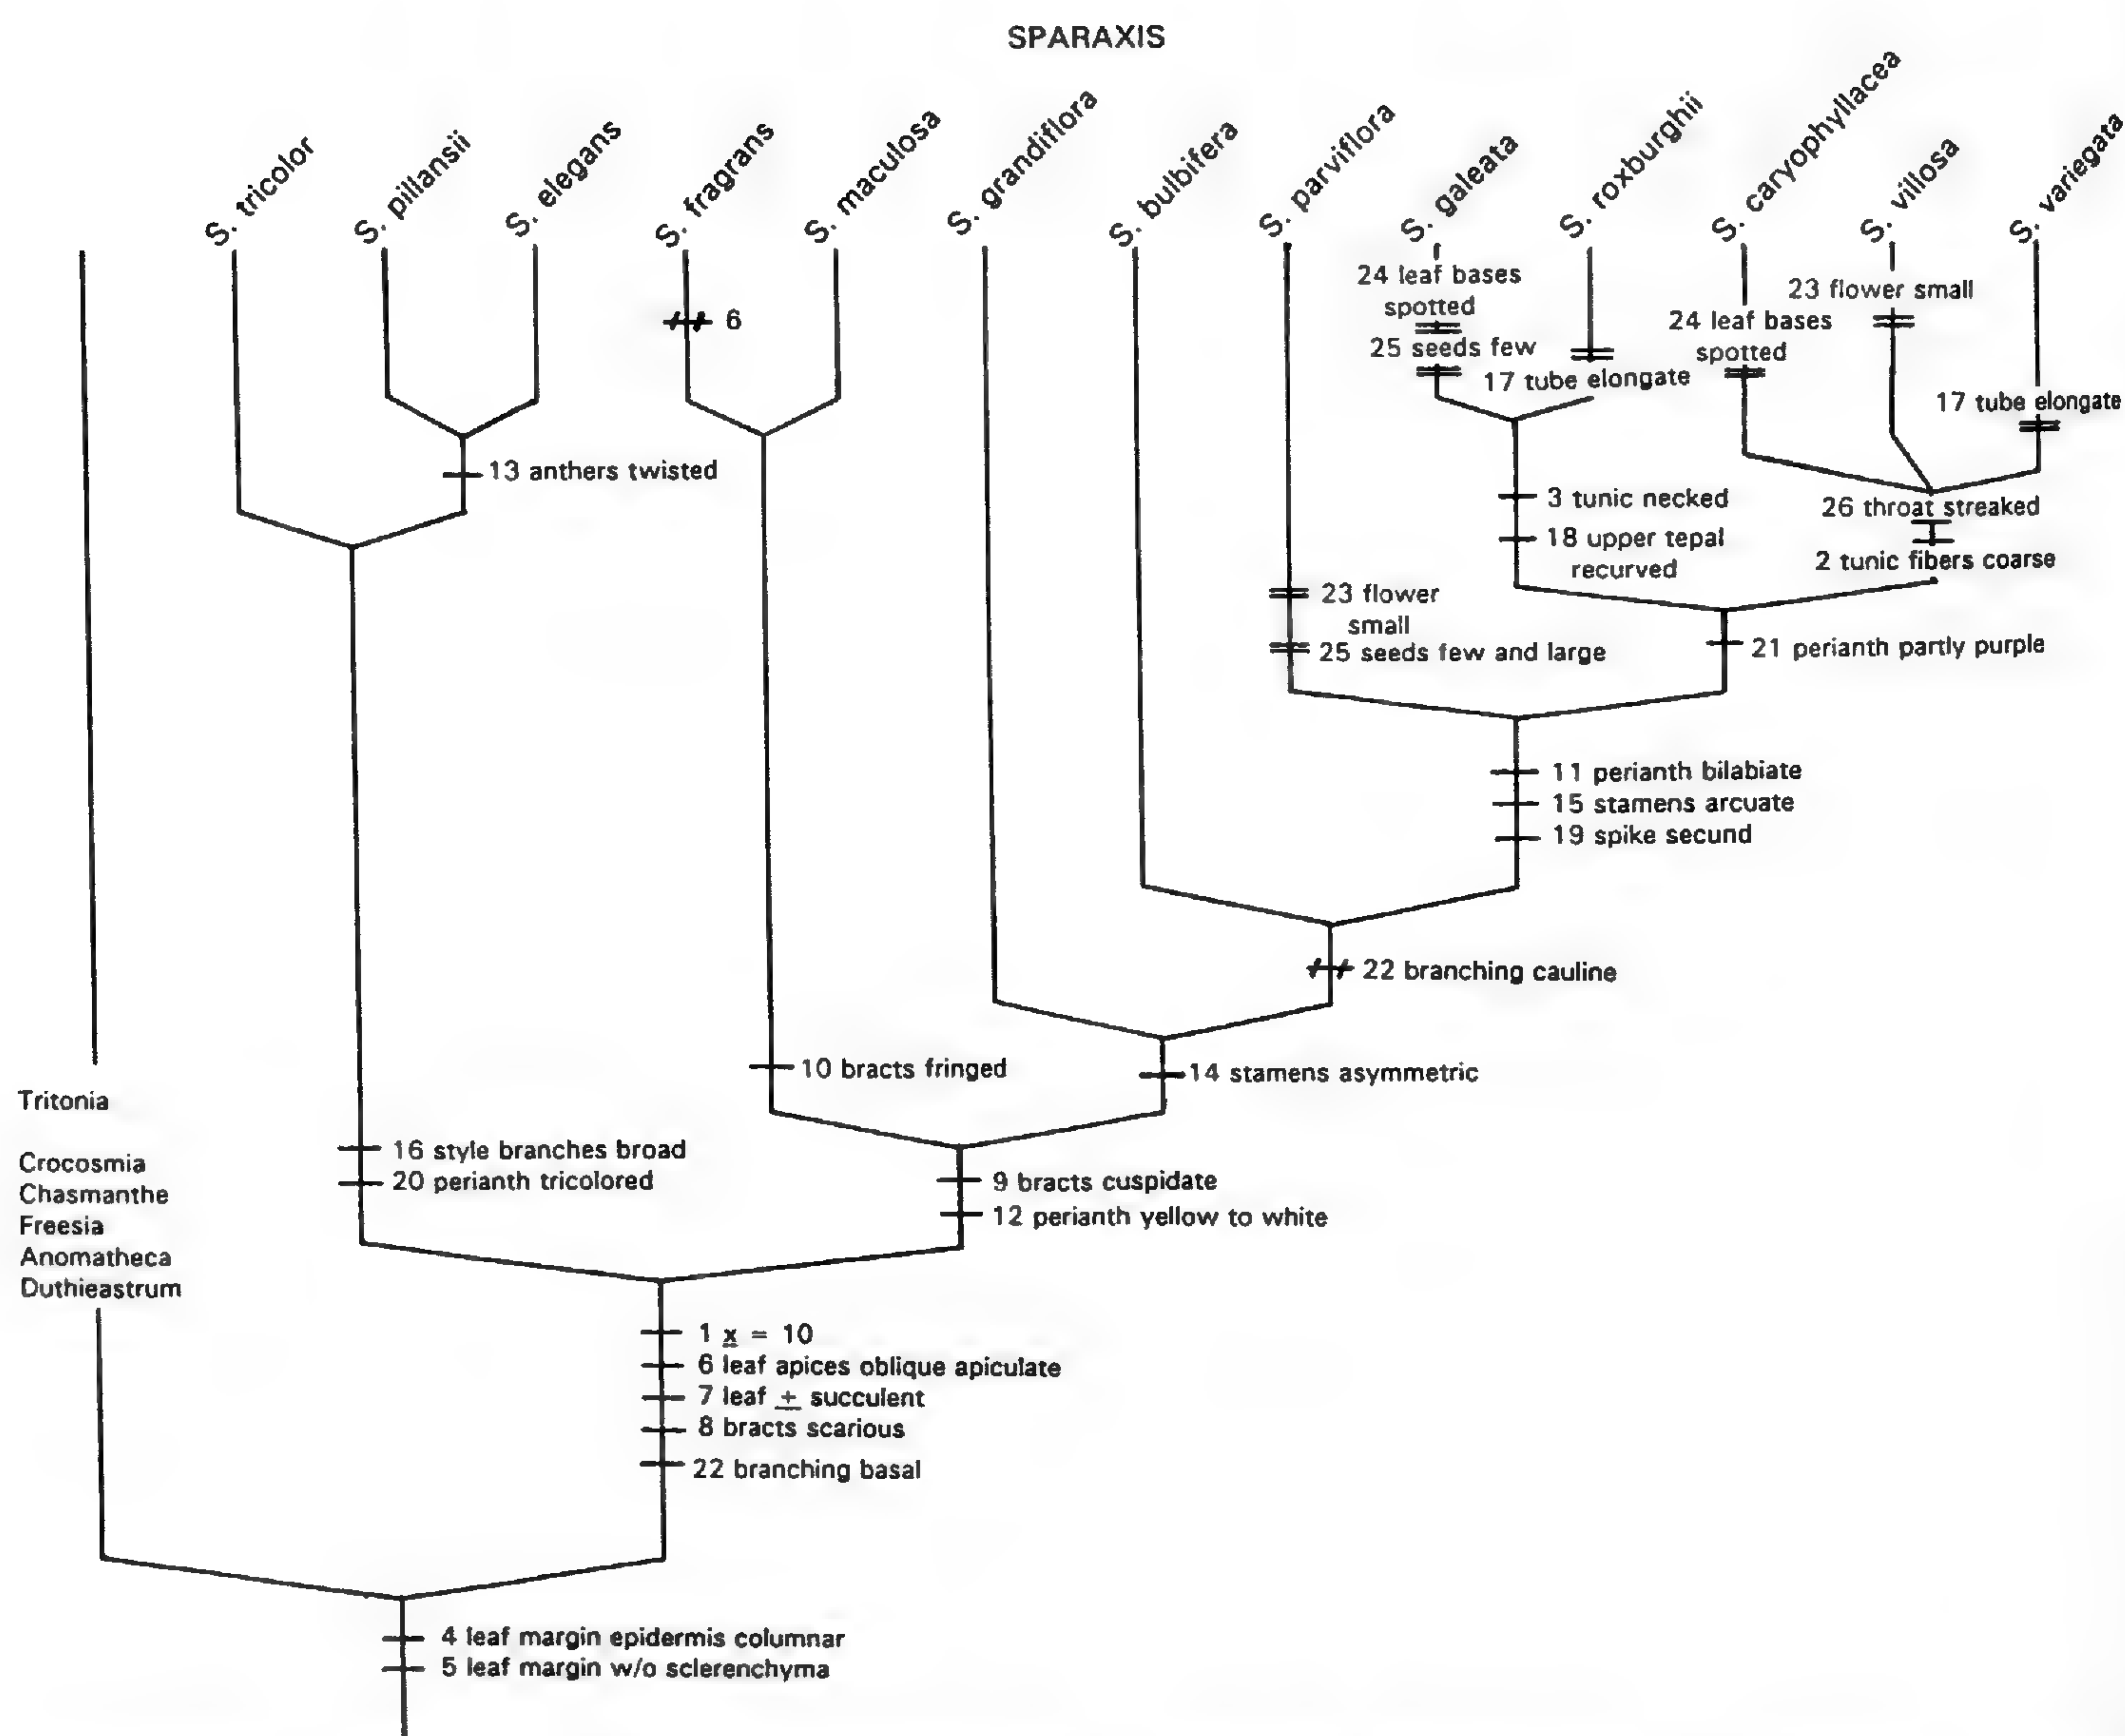 SPARAXIS
S. tricolor
S. pillansii
S. elegans
S. fragrans
S. maculosa
S. grandiflora
S. bulbifera
S. parviflora
S. galeata
S. roxburghii
S. caryophyllacea
S. villosa
S. variegata
24 leaf bases
spotted
25 seeds few
17 tube elongate
24 leaf bases
spotted
23 flower small
17 tube elongate
6
13 anthers twisted
3 tunic necked
18 upper tepal
recurved
26 throat streaked
2 tunic fibers coarse
23 flower
small
25 seeds few and large
21 perianth partly purple
11 perianth bilabiate
15 stamens arcuate
19 spike secund
22 branching cauline
10 bracts fringed
14 stamens asymmetric
16 style branches broad
20 perianth tricolored
9 bracts cuspidate
12 perianth yellow to white
Tritonia
Crocosmia
Chasmanthe
Freesia
Anomatheca
Duthieastrum
1 x = 10
6 leaf apices oblique apiculate
7 leaf ± succulent
8 bracts scarious
22 branching basal
4 leaf margin epidermis columnar
5 leaf margin w/o sclerenchyma